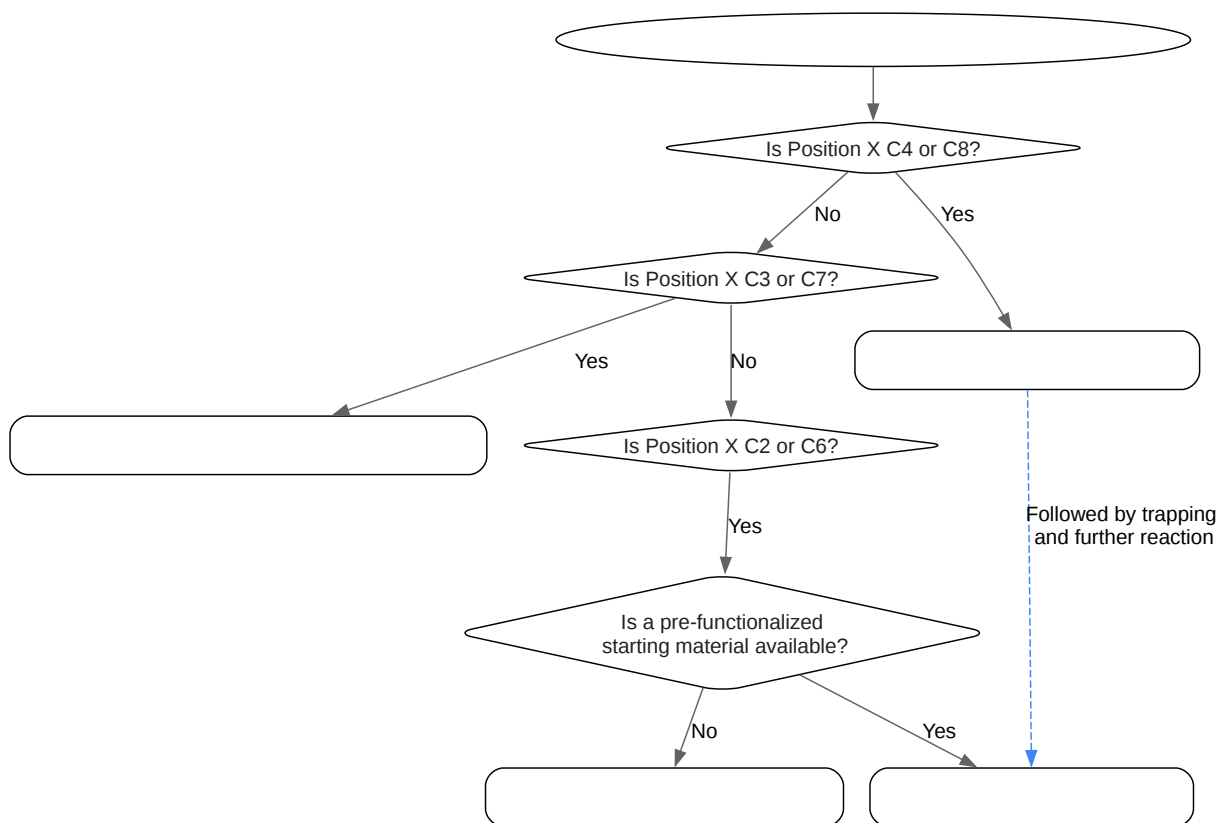 Is Position X C4 or C8?
No
Yes
Is Position X C3 or C7?
Yes
No
Is Position X C2 or C6?
Followed by trapping
and further reaction
Yes
Is a pre-functionalized
starting material available?
No
Yes